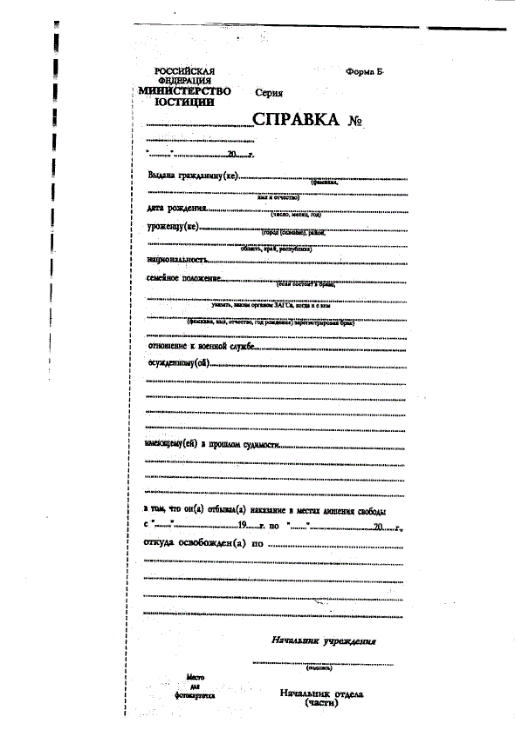 РОССИЙСКАЯ
ФЕДЕРАЦИЯ
МИНИСТЕРСТВО
ЮСТИЦИИ
Форма Б
Серия
СПРАВКА №
"........"........................20.....г.
Выдана гражданину(ке)
(фамилия,
имя и отчество)
дата рождения
(число, месяц, год)
уроженцу(ке)
(город (селение), район,
область, край, республика)
национальность
семейное положение
(если состоит в браке,
указать, каким органом ЗАГСа, когда и с кем
(фамилия, имя, отчество, год рождения) зарегистрирован брак)
отношение к военной службе
осужденному(ой)
имеющему(ей) в прошлом судимости
в том, что он(а) отбывал(а) наказание в местах лишения свободы
с "......"......................19.....г. по "......"......................20.....г.,
откуда освобожден(а) по
Начальник учреждения
(подпись)
Место
для
фотокарточки
Начальник отдела
(части)